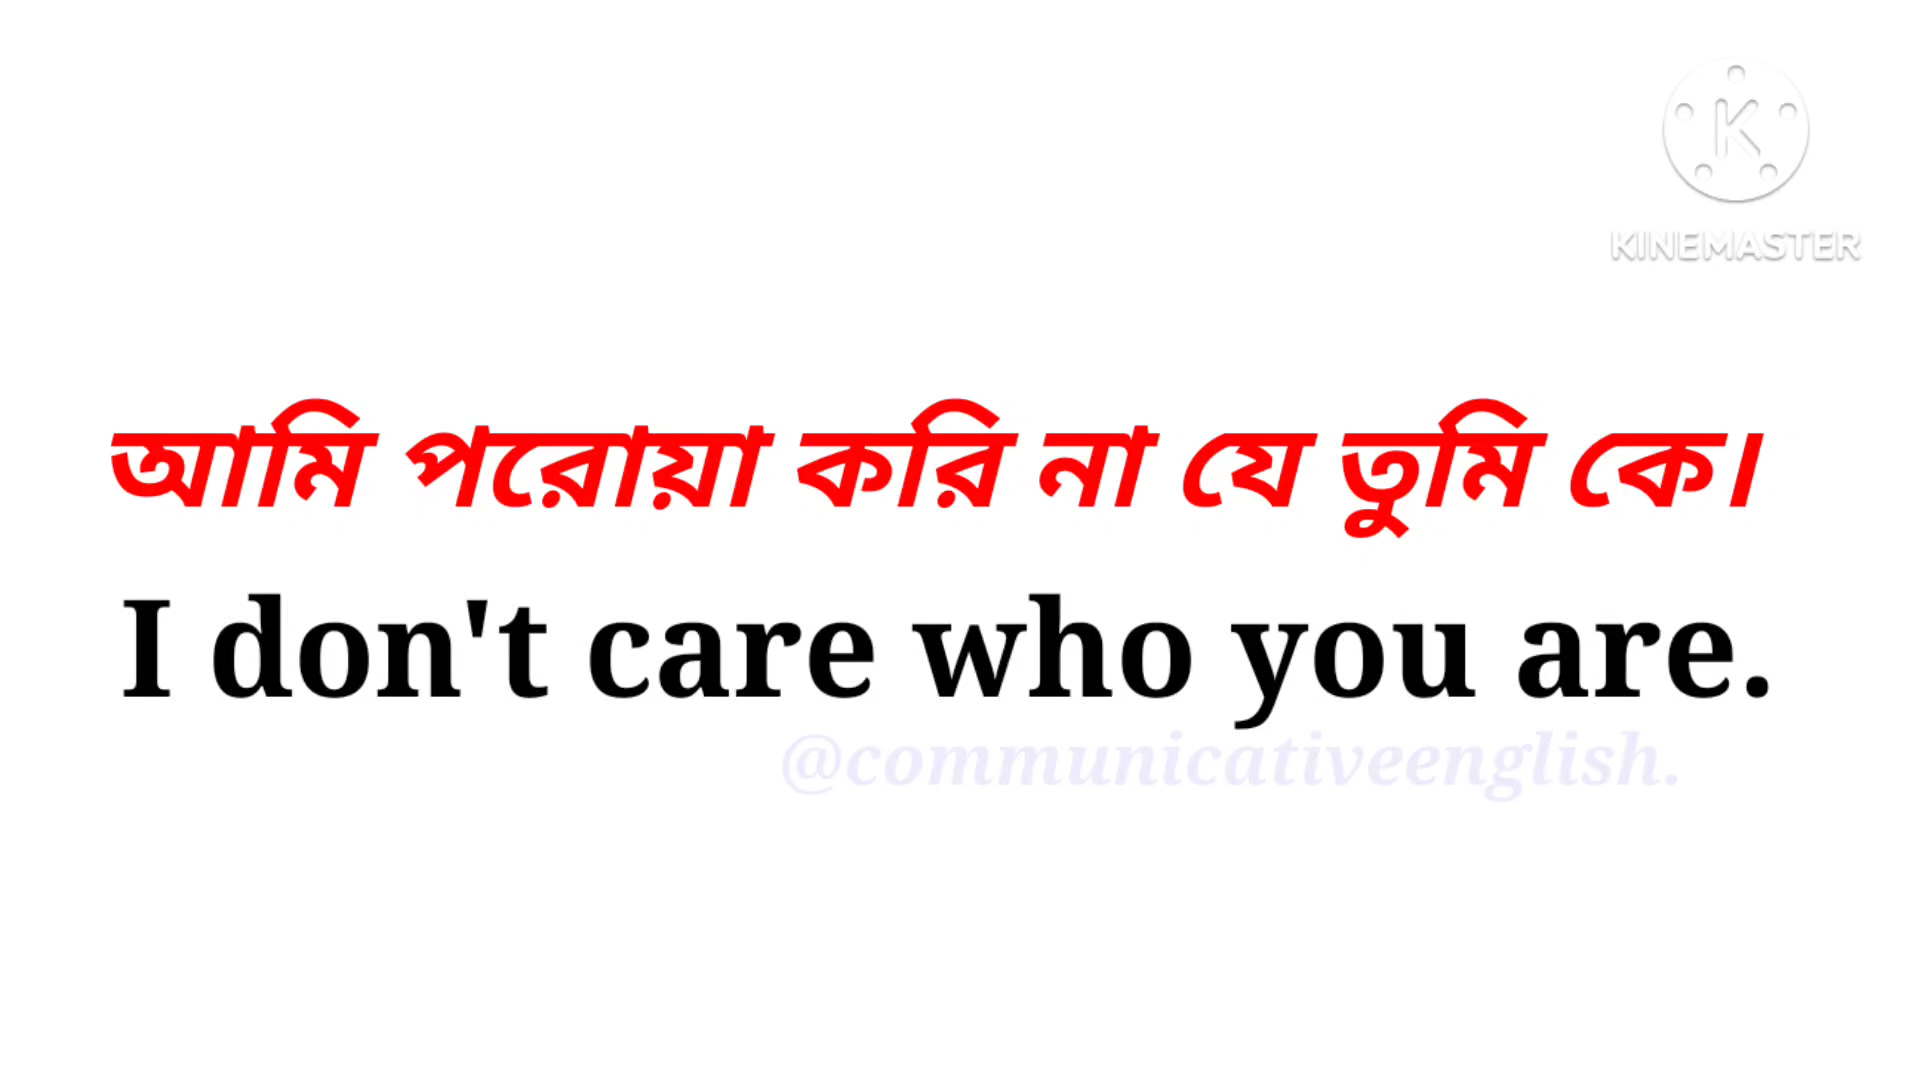 K
KINEMASTER
আমি পরোয়া করি না যে তুমি কে।
I don't care who you are.
@communicativeenglish.